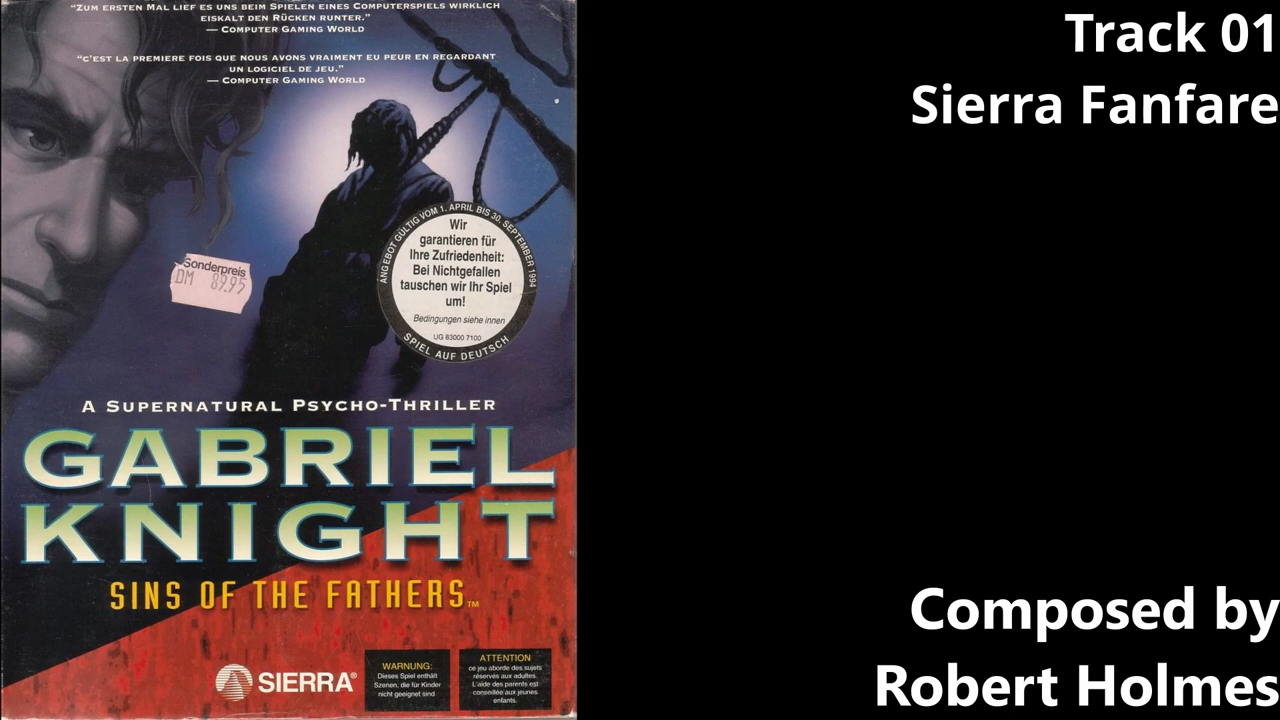 “Zum ersten Mal lief es uns beim Spielen eines Computerspiels wirklich
eiskalt den Rücken runter.”
— Computer Gaming World
“c'est la premiere fois que nous avons vraiment eu peur en regardant
un logiciel de jeu.”
— Computer Gaming World
ANGEBOT GÜLTIG VOM 1. APRIL BIS 30. SEPTEMBER 1994
Wir
garantieren für
Ihre Zufriedenheit:
Bei Nichtgefallen
tauschen wir Ihr Spiel
um!
Bedingungen siehe innen
UG 83000 7100
SPIEL AUF DEUTSCH
Sonderpreis
DM 89.95
A Supernatural Psycho-Thriller
GABRIEL
KNIGHT
SINS OF THE FATHERS™
SIERRA®
WARNUNG:
Dieses Spiel enthält
Szenen, die für Kinder
nicht geeignet sind
ATTENTION
ce jeu aborde des sujets
réservés aux adultes.
L'aide des parents est
conseillée aux jeunes
enfants.
Track 01
Sierra Fanfare
Composed by
Robert Holmes